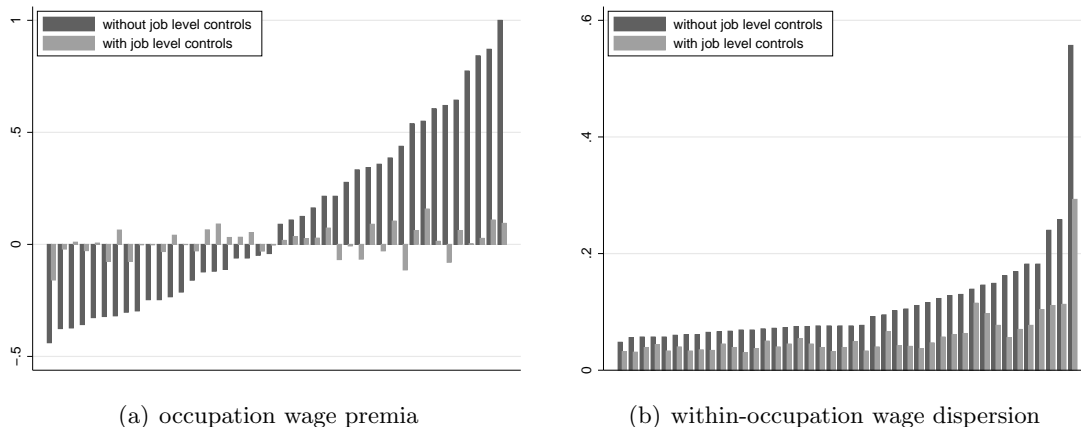 without job level controls
with job level controls
1
.5
0
-.5
(a) occupation wage premia
without job level controls
with job level controls
.6
.4
.2
0
(b) within-occupation wage dispersion